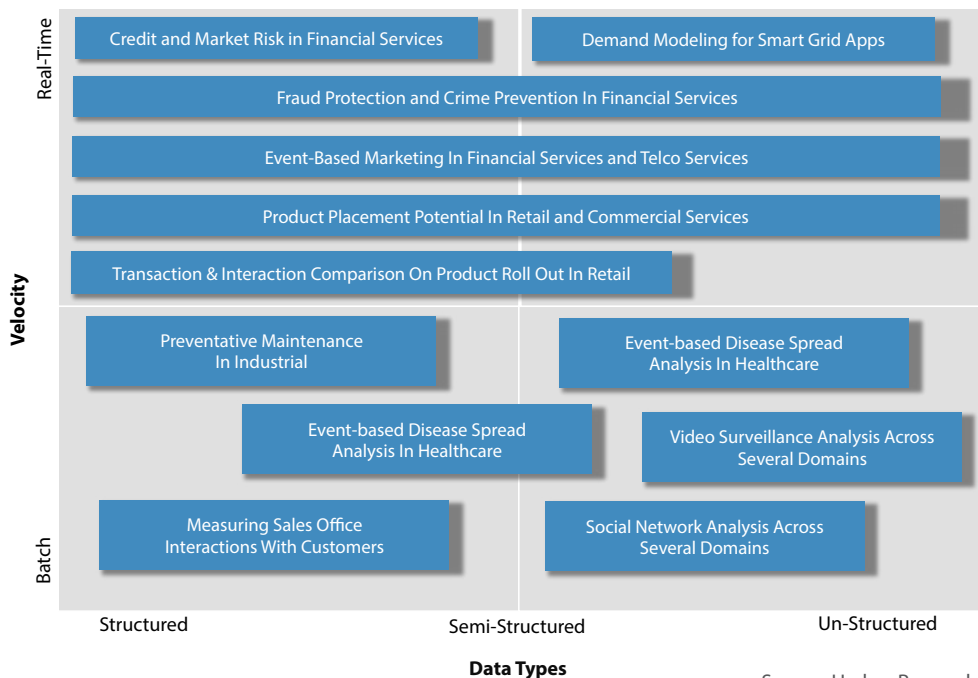 Real-Time
Credit and Market Risk in Financial Services
Demand Modeling for Smart Grid Apps
Fraud Protection and Crime Prevention In Financial Services
Event-Based Marketing In Financial Services and Telco Services
Product Placement Potential In Retail and Commercial Services
Transaction & Interaction Comparison On Product Roll Out In Retail
Velocity
Preventative Maintenance
In Industrial
Event-based Disease Spread
Analysis In Healthcare
Event-based Disease Spread
Analysis In Healthcare
Video Surveillance Analysis Across
Several Domains
Measuring Sales Office
Interactions With Customers
Social Network Analysis Across
Several Domains
Batch
Structured
Semi-Structured
Un-Structured
Data Types